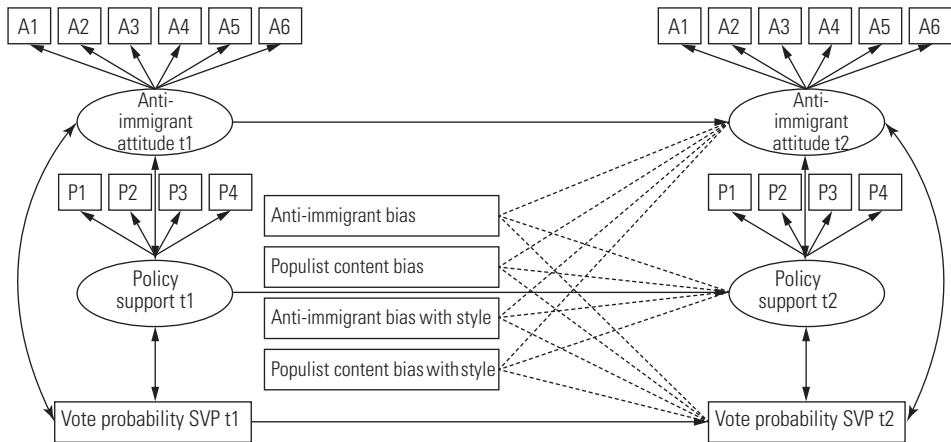 A1 A2 A3 A4 A5 A6
A1 A2 A3 A4 A5 A6
Anti-
immigrant
attitude t1
Anti-
immigrant
attitude t2
P1 P2 P3 P4
P1 P2 P3 P4
Anti-immigrant bias
Populist content bias
Anti-immigrant bias with style
Populist content bias with style
Policy
support t1
Policy
support t2
Vote probability SVP t1
Vote probability SVP t2